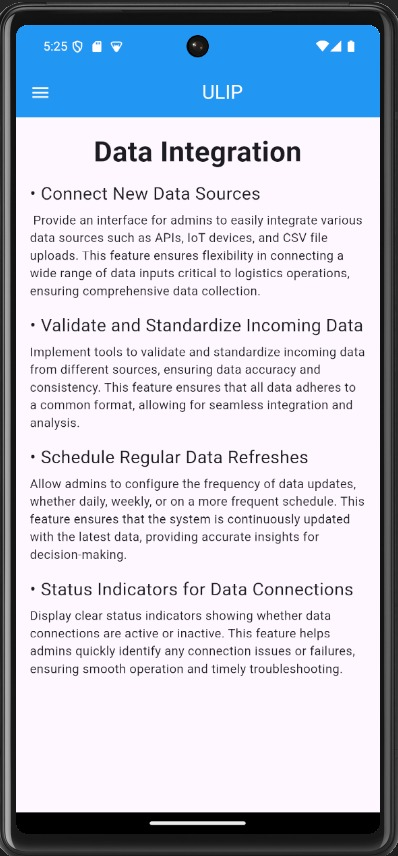 5:25
ULIP
Data Integration
• Connect New Data Sources
Provide an interface for admins to easily integrate various
data sources such as APIs, IoT devices, and CSV file
uploads. This feature ensures flexibility in connecting a
wide range of data inputs critical to logistics operations,
ensuring comprehensive data collection.
• Validate and Standardize Incoming Data
Implement tools to validate and standardize incoming data
from different sources, ensuring data accuracy and
consistency. This feature ensures that all data adheres to
a common format, allowing for seamless integration and
analysis.
• Schedule Regular Data Refreshes
Allow admins to configure the frequency of data updates,
whether daily, weekly, or on a more frequent schedule. This
feature ensures that the system is continuously updated
with the latest data, providing accurate insights for
decision-making.
• Status Indicators for Data Connections
Display clear status indicators showing whether data
connections are active or inactive. This feature helps
admins quickly identify any connection issues or failures,
ensuring smooth operation and timely troubleshooting.